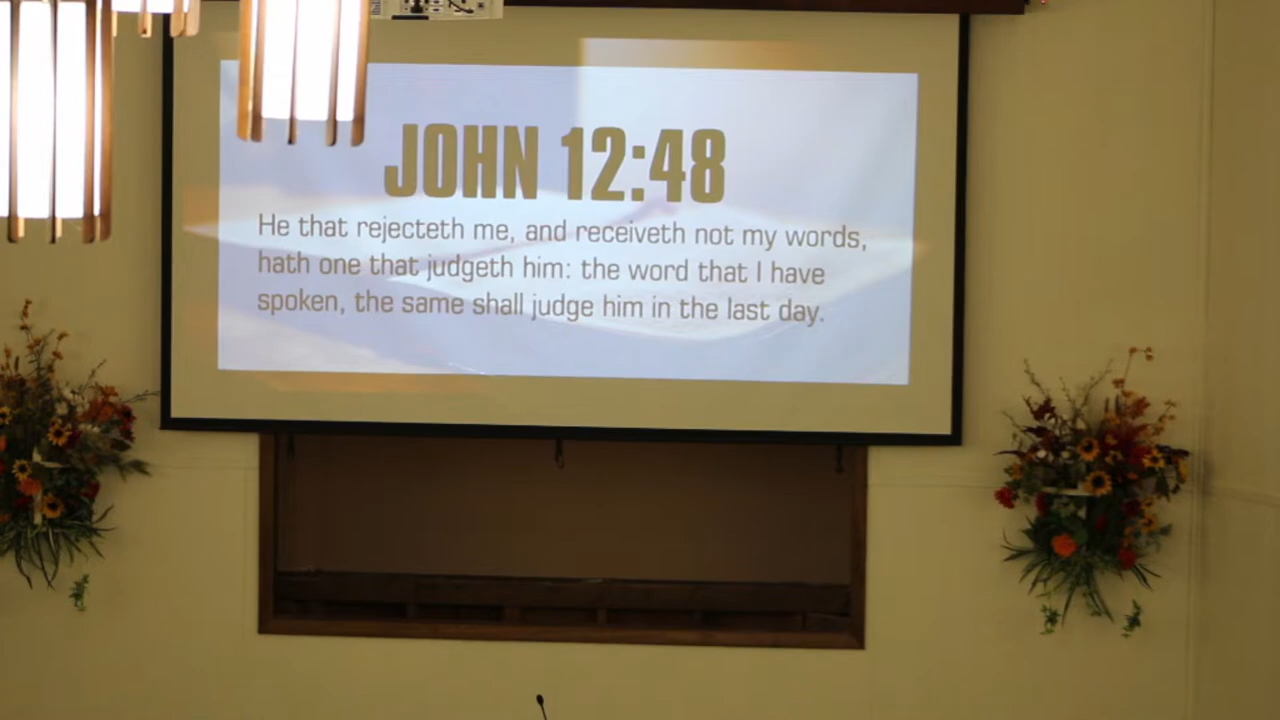 JOHN 12:48
He that rejecteth me, and receiveth not my words,
hath one that judgeth him: the word that I have
spoken, the same shall judge him in the last day.